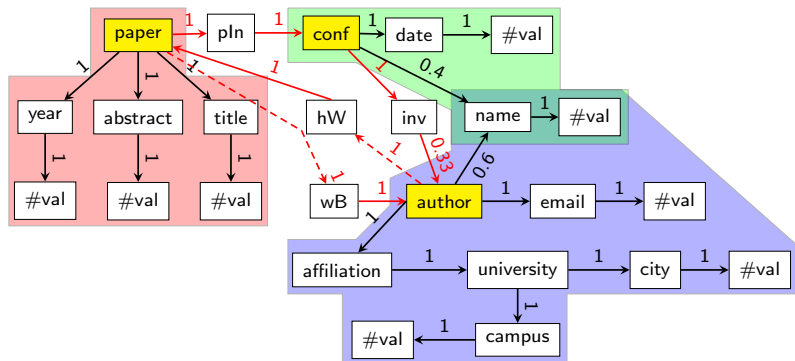 paper 1 pIn 1 conf 1 date 1 #val
1 1 1 1 1 0.4
year abstract title hW inv name 1 #val
1 1 1 1 1 0.33 0.6
#val #val #val wB 1 author 1 email 1 #val
1
affiliation 1 university 1 city 1 #val
1
#val 1 campus